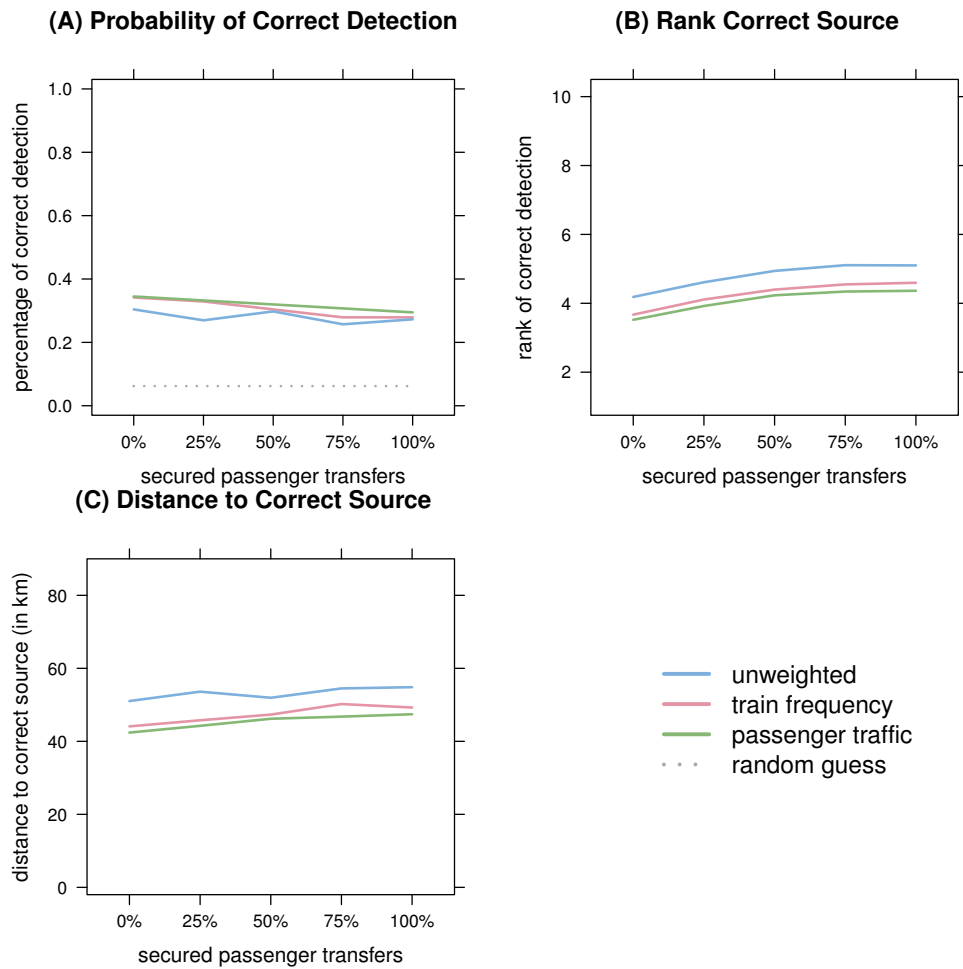 (A) Probability of Correct Detection
percentage of correct detection
1.0
0.8
0.6
0.4
0.2
0.0
0% 25% 50% 75% 100%
secured passenger transfers
(B) Rank Correct Source
rank of correct detection
10
8
6
4
2
0% 25% 50% 75% 100%
secured passenger transfers
(C) Distance to Correct Source
distance to correct source (in km)
80
60
40
20
0
0% 25% 50% 75% 100%
secured passenger transfers
unweighted
train frequency
passenger traffic
random guess